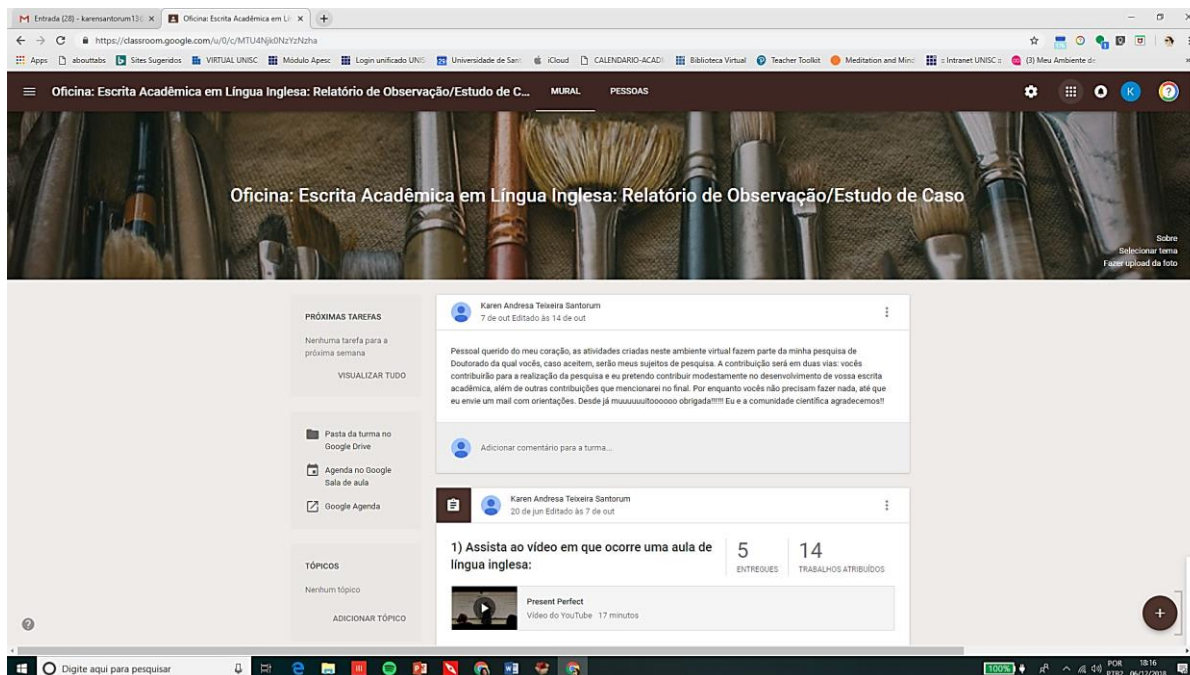 Entrada (28) - karensantorum13
Oficina: Escrita Acadêmica em Lí
https://classroom.google.com/u/0/c/MTU4Njk0NzYzNzha
Apps
abouttabs
Sites Sugeridos
VIRTUAL UNISC
Módulo Apesc
Login unificado UNIS
Universidade de San
iCloud
CALENDARIO-ACAD
Biblioteca Virtual
Teacher Toolkit
Meditation and Mind
:: Intranet UNISC ::
(3) Meu Ambiente de
Oficina: Escrita Acadêmica em Língua Inglesa: Relatório de Observação/Estudo de C...
MURAL
PESSOAS
K
Oficina: Escrita Acadêmica em Língua Inglesa: Relatório de Observação/Estudo de Caso
Sobre
Selecionar tema
Fazer upload da foto
PRÓXIMAS TAREFAS
Nenhuma tarefa para a
próxima semana
VISUALIZAR TUDO
Pasta da turma no
Google Drive
Agenda no Google
Sala de aula
Google Agenda
TÓPICOS
Nenhum tópico
ADICIONAR TÓPICO
Karen Andresa Teixeira Santorum
7 de out Editado às 14 de out
Pessoal querido do meu coração, as atividades criadas neste ambiente virtual fazem parte da minha pesquisa de
Doutorado da qual vocês, caso aceitem, serão meus sujeitos de pesquisa. A contribuição será em duas vias: vocês
contribuirão para a realização da pesquisa e eu pretendo contribuir modestamente no desenvolvimento de vossa escrita
acadêmica, além de outras contribuições que mencionarei no final. Por enquanto vocês não precisam fazer nada, até que
eu envie um mail com orientações. Desde já muuuuuitoooooo obrigada!!!!!! Eu e a comunidade científica agradecemos!!
Adicionar comentário para a turma...
Karen Andresa Teixeira Santorum
20 de jun Editado às 7 de out
1) Assista ao vídeo em que ocorre uma aula de
língua inglesa:
5
ENTREGUES
14
TRABALHOS ATRIBUÍDOS
Present Perfect
Vídeo do YouTube 17 minutos
Digite aqui para pesquisar
100%
POR
PTB2
18:16
06/12/2018